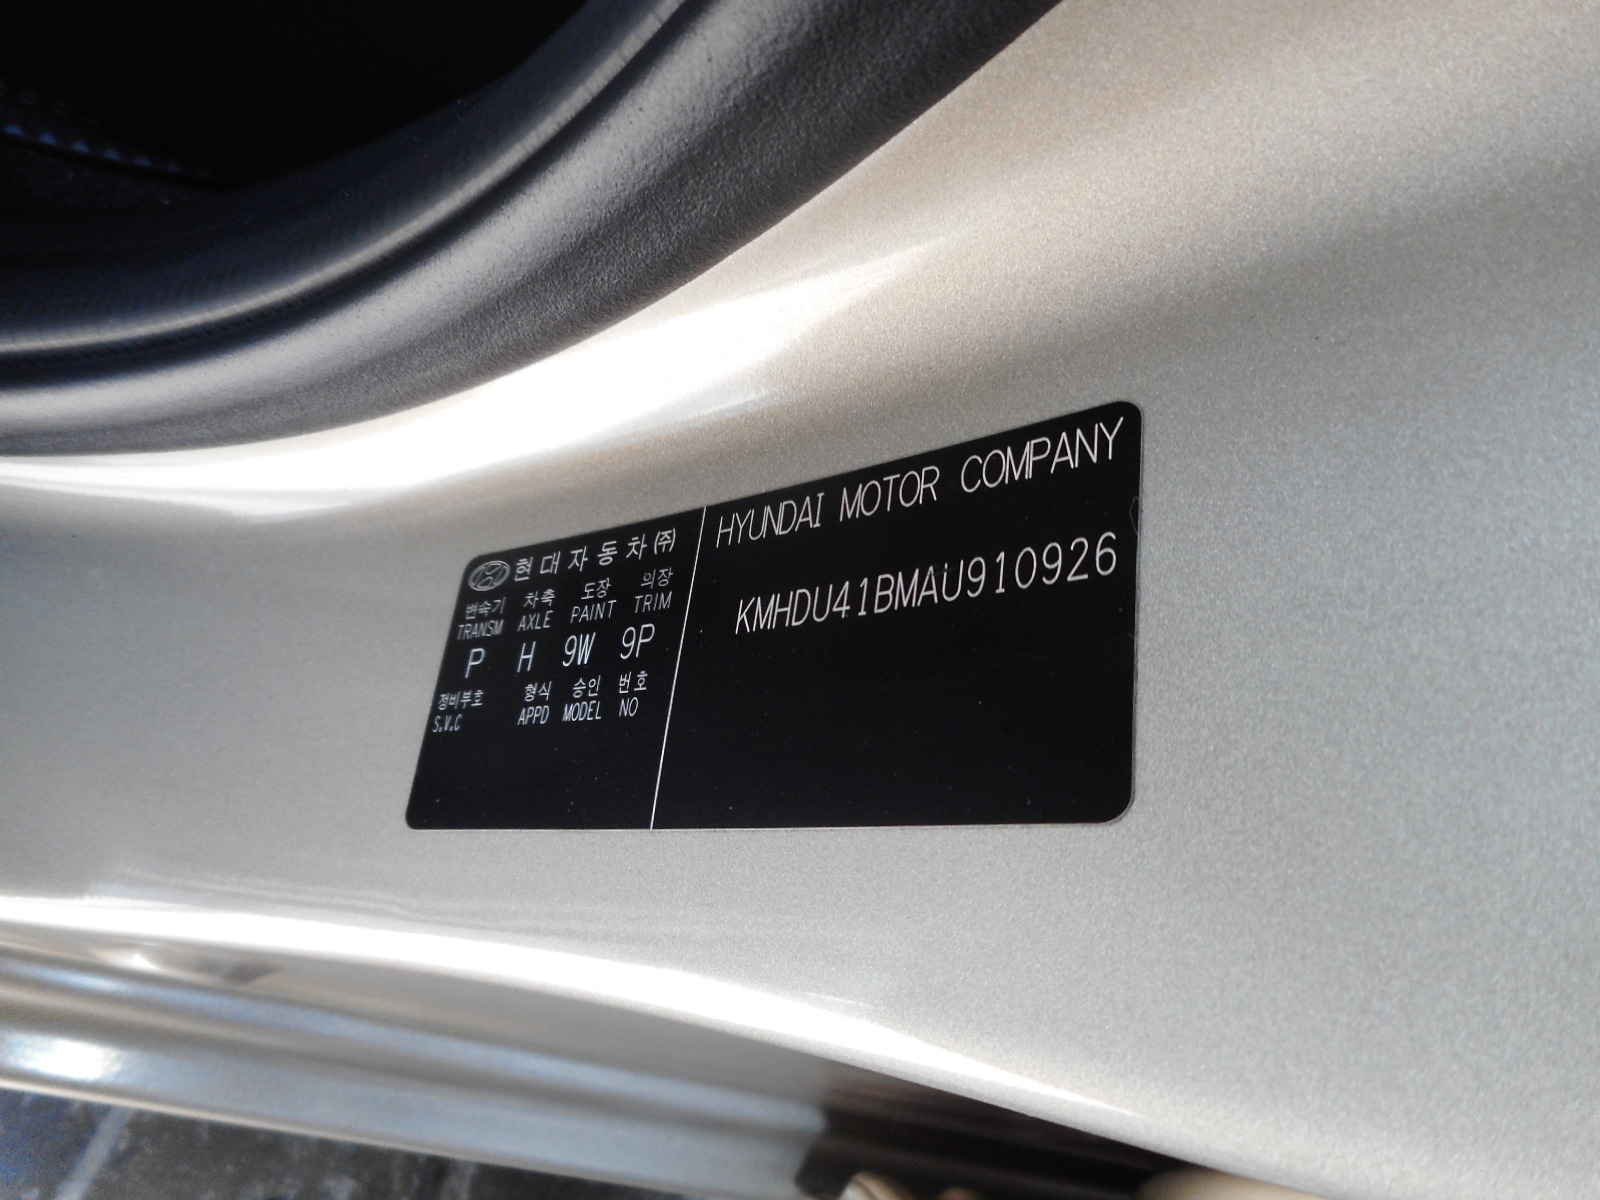 현대자동차(주)
변속기 차축 도장 의장
TRANSM AXLE PAINT TRIM
P H 9W 9P
정비부호 형식 승인 번호
S.V.C APPD MODEL NO
HYUNDAI MOTOR COMPANY
KMHDU41BMAU910926